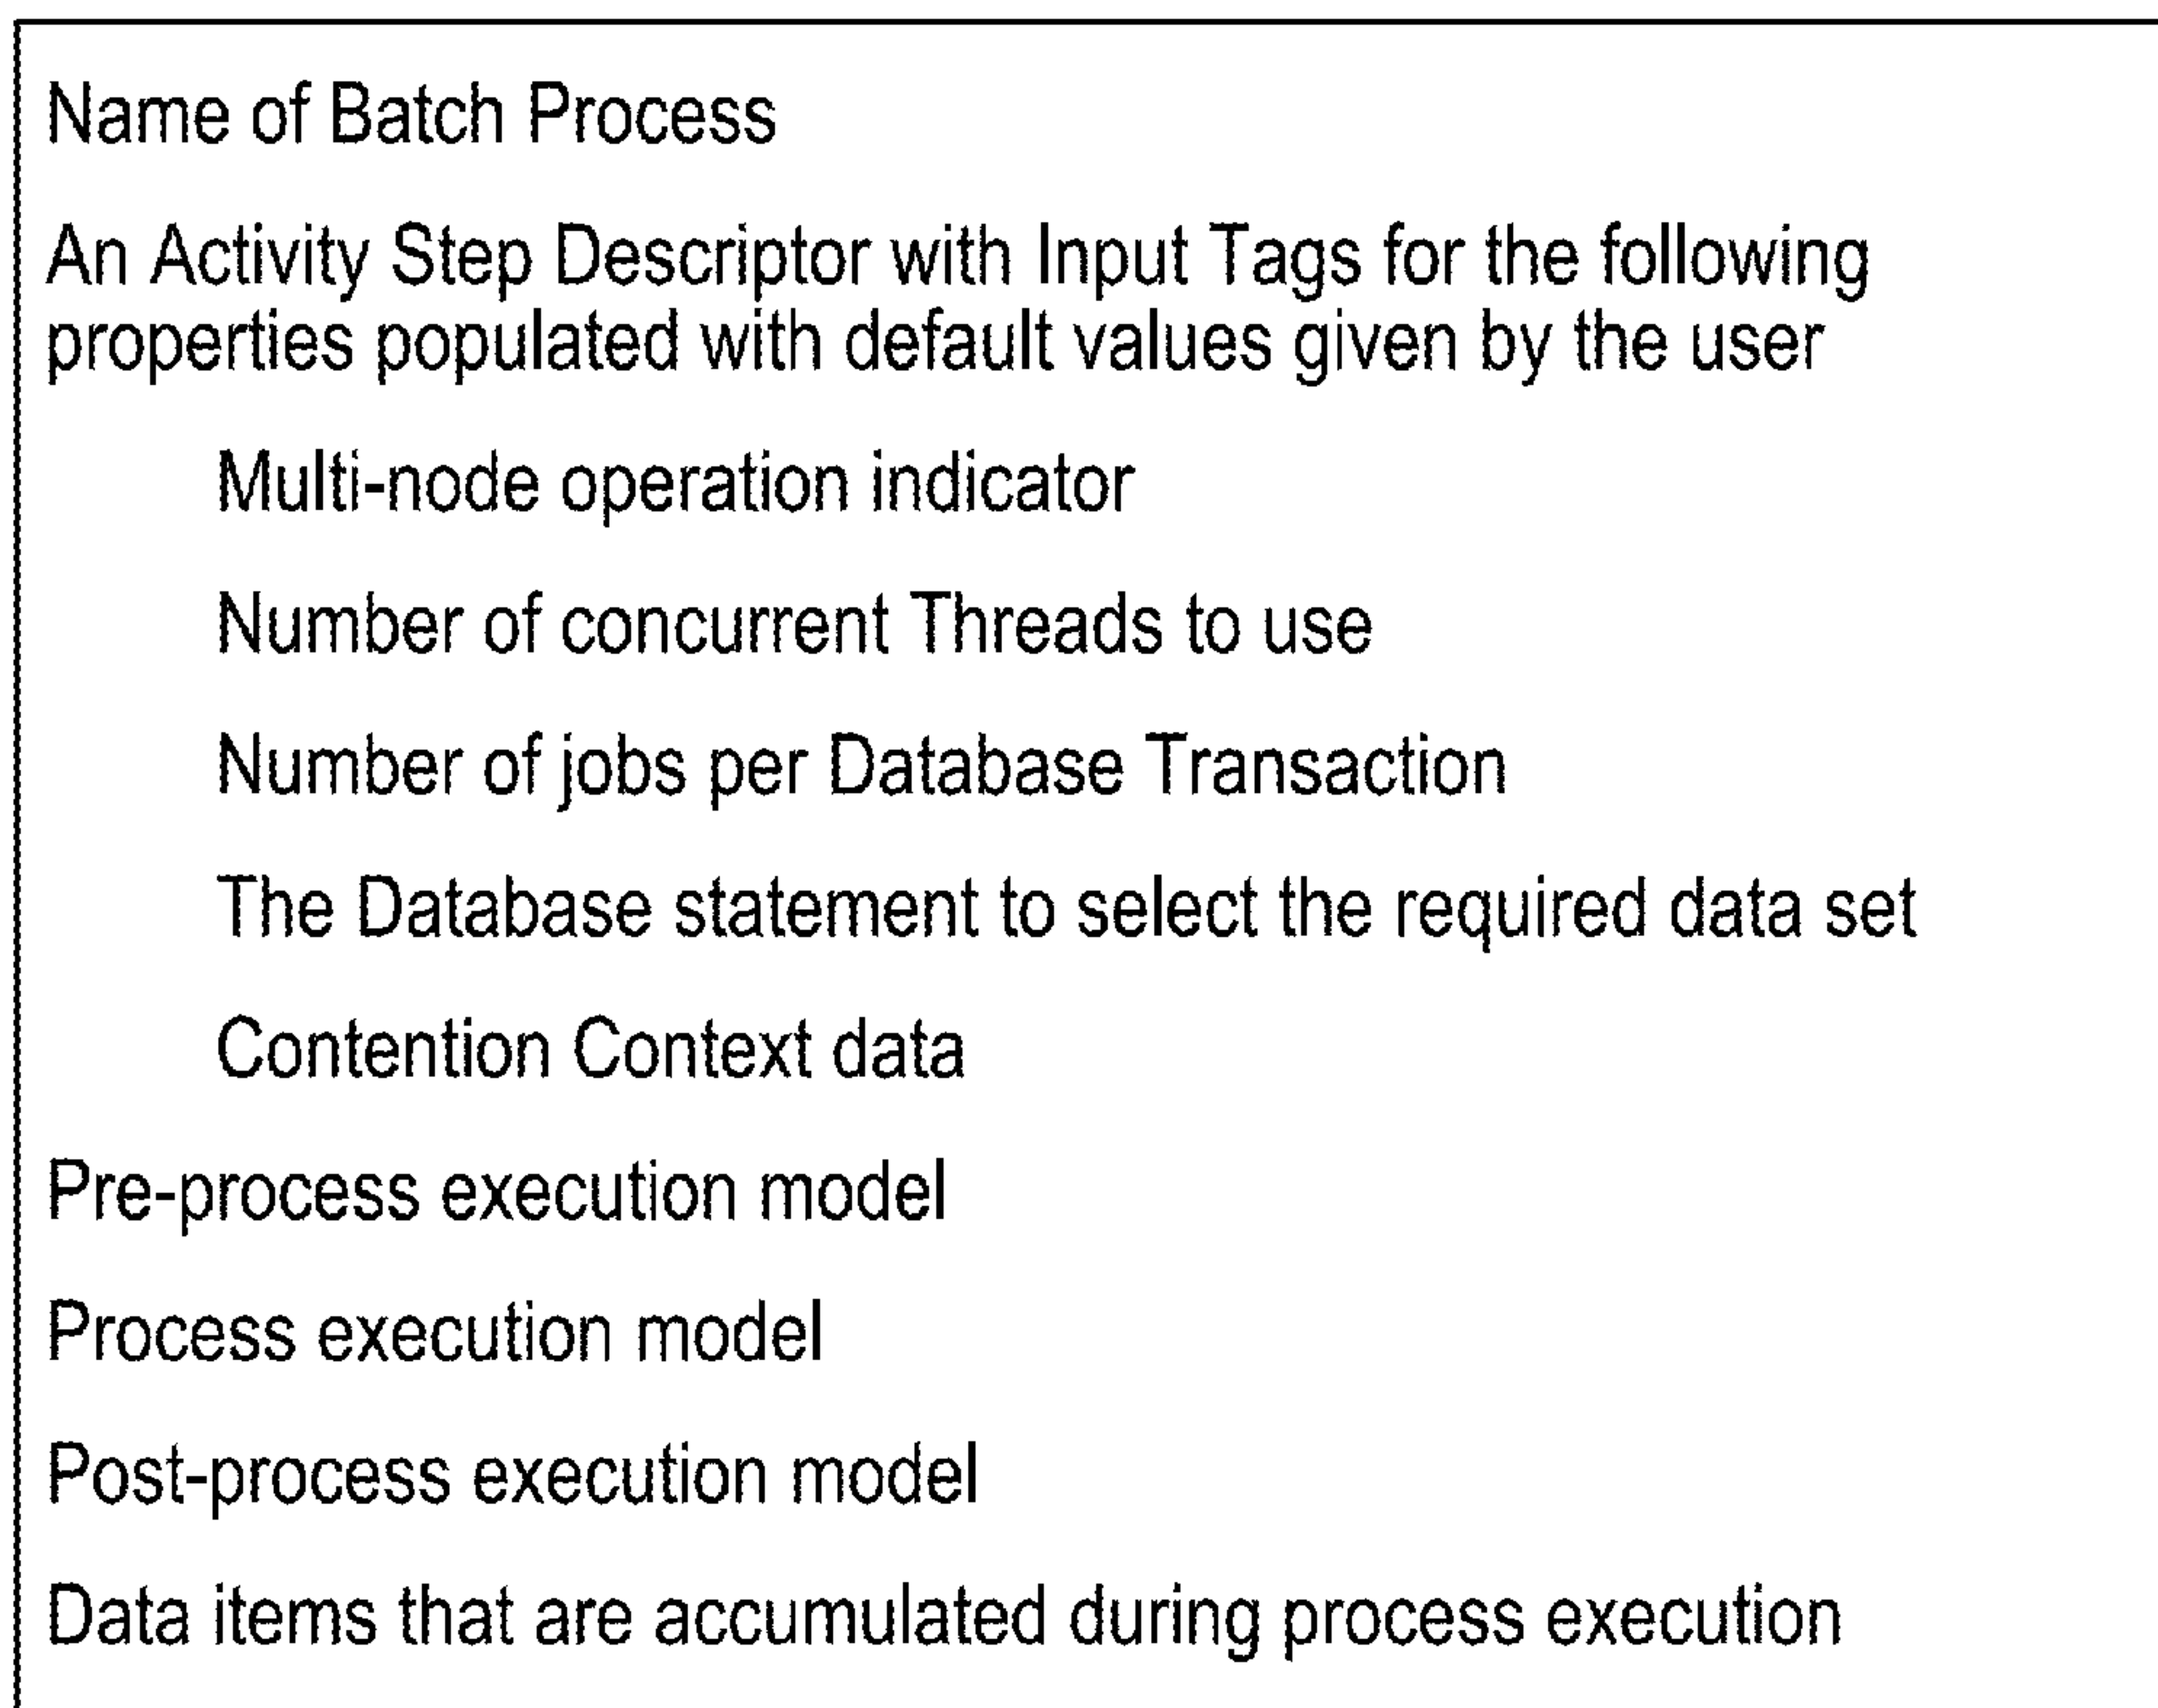 Name of Batch Process
An Activity Step Descriptor with Input Tags for the following
properties populated with default values given by the user
Multi-node operation indicator
Number of concurrent Threads to use
Number of jobs per Database Transaction
The Database statement to select the required data set
Contention Context data
Pre-process execution model
Process execution model
Post-process execution model
Data items that are accumulated during process execution